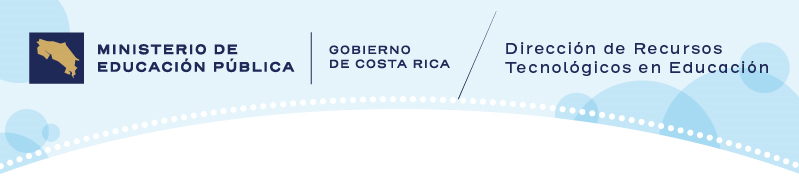 MINISTERIO DE
EDUCACIÓN PÚBLICA
GOBIERNO
DE COSTA RICA
Dirección de Recursos
Tecnológicos en Educación